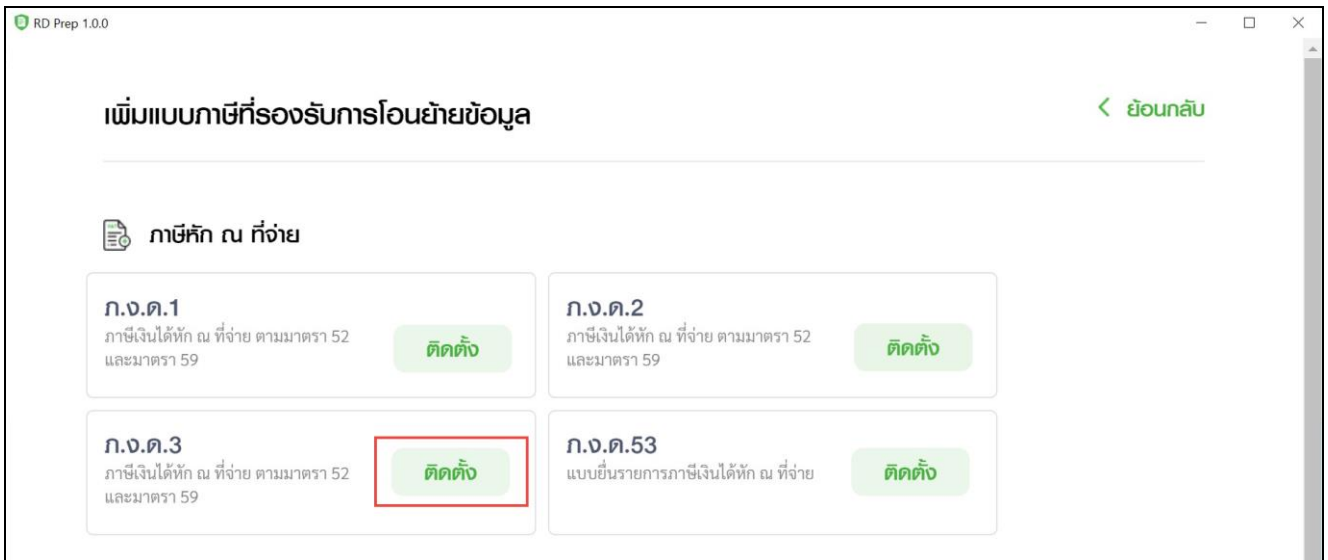 RD Prep 1.0.0
เพิ่มแบบภาษีที่รองรับการโอนย้ายข้อมูล
ย้อนกลับ
ภาษีหัก ณ ที่จ่าย
ภ.ง.ด.1
ภาษีเงินได้หัก ณ ที่จ่าย ตามมาตรา 52
และมาตรา 59
ติดตั้ง
ภ.ง.ด.2
ภาษีเงินได้หัก ณ ที่จ่าย ตามมาตรา 52
และมาตรา 59
ติดตั้ง
ภ.ง.ด.3
ภาษีเงินได้หัก ณ ที่จ่าย ตามมาตรา 52
และมาตรา 59
ติดตั้ง
ภ.ง.ด.53
แบบยื่นรายการภาษีเงินได้หัก ณ ที่จ่าย
ติดตั้ง